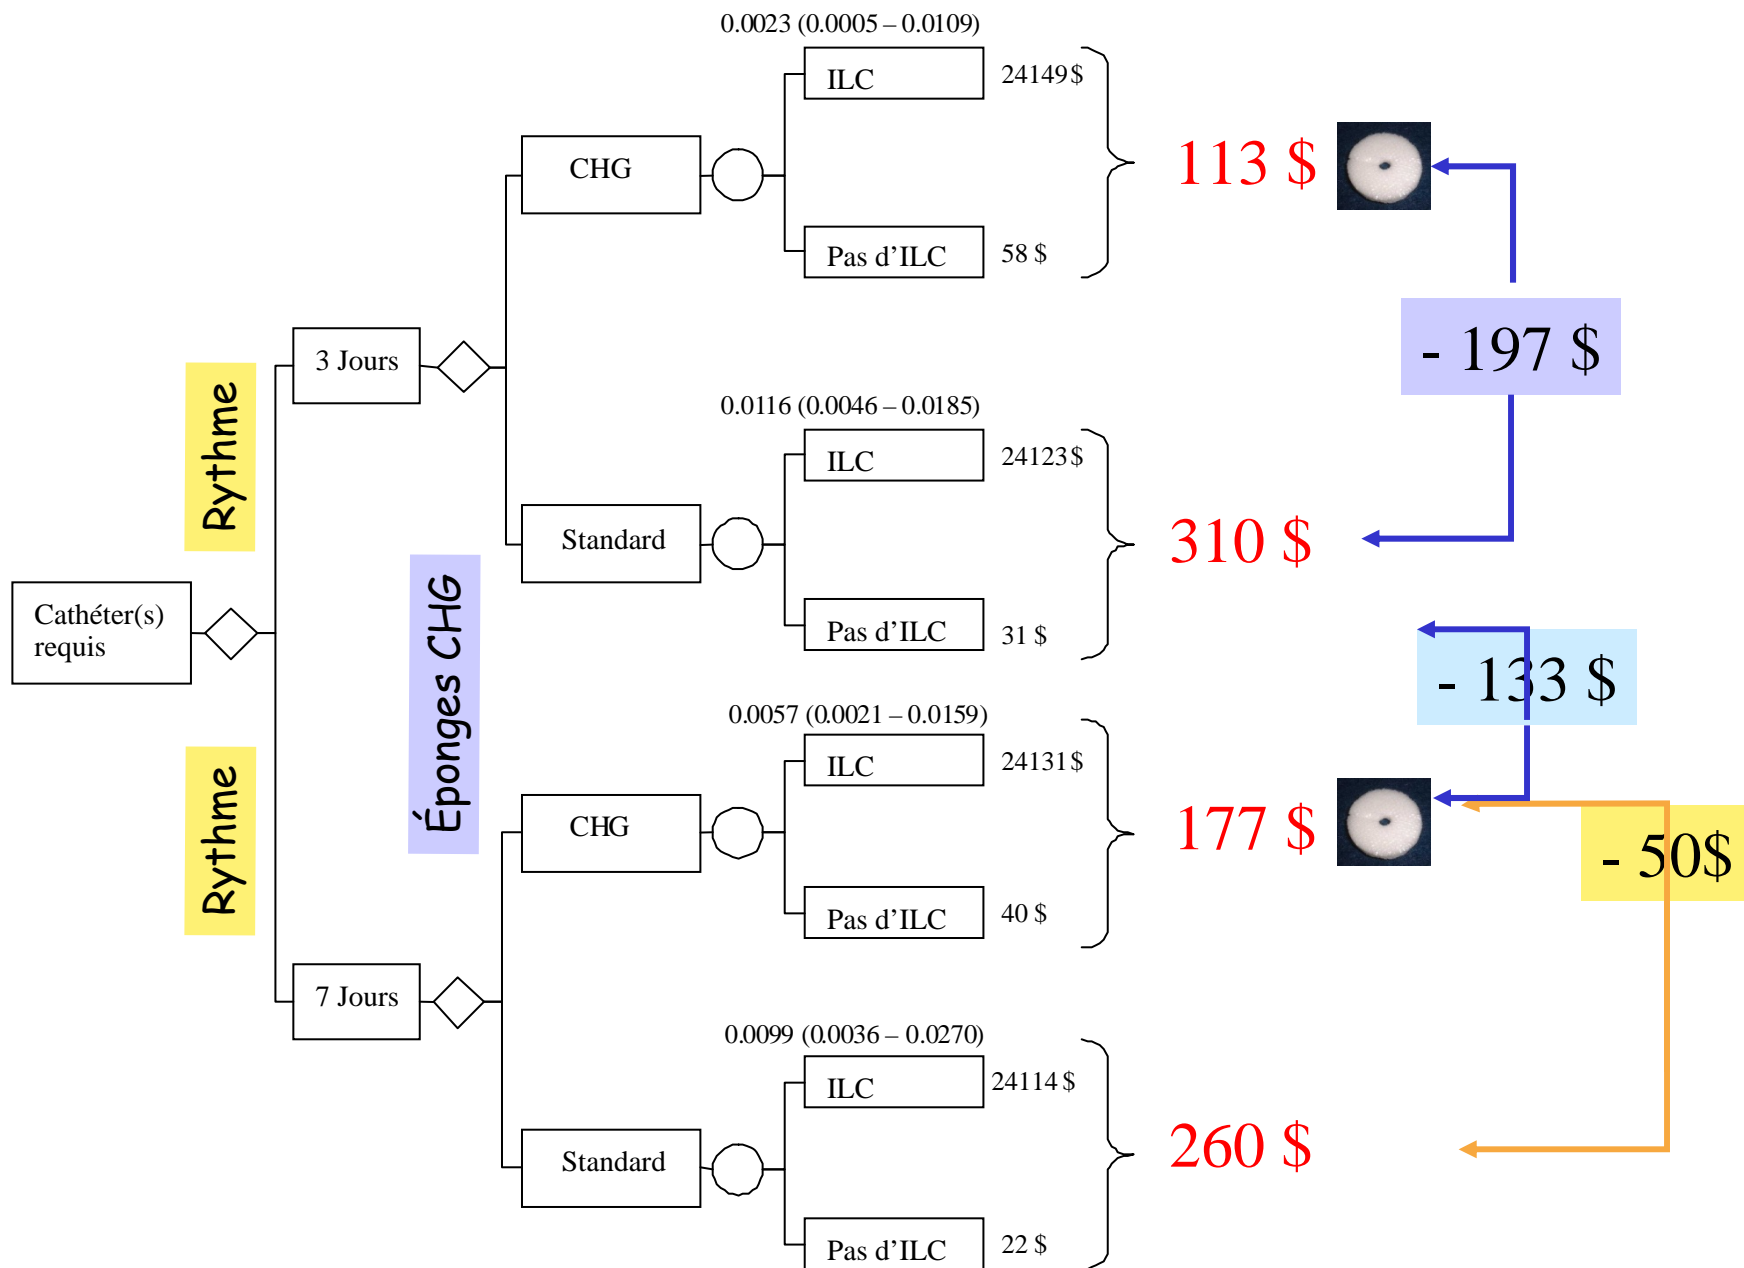 0.0023 (0.0005 – 0.0109)
ILC
24149 $
CHG
113 $
Pas d'ILC
58 $
- 197 $
3 Jours
Rythme
0.0116 (0.0046 – 0.0185)
ILC
24123 $
Standard
310 $
Éponges CHG
Cathéter(s)
requis
Pas d'ILC
31 $
- 133 $
0.0057 (0.0021 – 0.0159)
ILC
24131 $
Rythme
CHG
177 $
- 50$
Pas d'ILC
40 $
7 Jours
0.0099 (0.0036 – 0.0270)
ILC
24114 $
Standard
260 $
Pas d'ILC
22 $